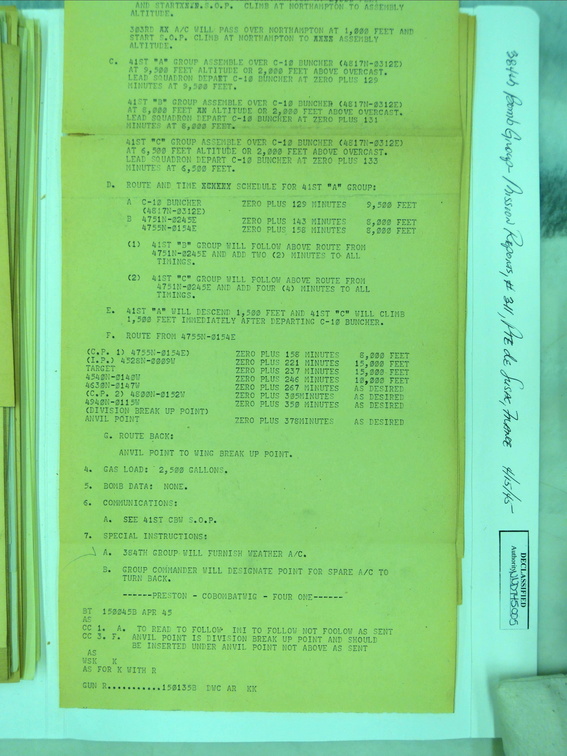 AND START S.O.P. CLIMB AT NORTHAMPTON TO ASSEMBLY
ALTITUDE.
303RD XX A/C WILL PASS OVER NORTHAMPTON AT 1,000 FEET AND
START S.O.P. CLIMB AT NORTHAMPTON TO XXXX ASSEMBLY
ALTITUDE.
C. 41ST "A" GROUP ASSEMBLE OVER C-10 BUNCHER (4817N-0312E)
AT 9,500 FEET ALTITUDE OR 2,000 FEET ABOVE OVERCAST.
LEAD SQUADRON DEPART C-10 BUNCHER AT ZERO PLUS 129
MINUTES AT 9,500 FEET.
41ST "B" GROUP ASSEMBLE OVER C-10 BUNCHER (4817N-0312E)
AT 8,000 FEET XN ALTITUDE OR 2,000 FEET ABOVE OVERCAST.
LEAD SQUADRON DEPART C-10 BUNCHER AT ZERO PLUS 131
MINUTES AT 8,000 FEET.
41ST "C" GROUP ASSEMBLE OVER C-10 BUNCHER (4817N-0312E)
AT 6,500 FEET ALTITUDE OR 2,000 FEET ABOVE OVERCAST.
LEAD SQUADRON DEPART C-10 BUNCHER AT ZERO PLUS 133
MINUTES AT 6,500 FEET.
D. ROUTE AND TIME XCXEXX SCHEDULE FOR 41ST "A" GROUP:
A C-10 BUNCHER ZERO PLUS 129 MINUTES 9,500 FEET
(4817N-0312E)
B 4751N-0245E ZERO PLUS 143 MINUTES 8,000 FEET
4755N-0154E ZERO PLUS 158 MINUTES 8,000 FEET
(1) 41ST "B" GROUP WILL FOLLOW ABOVE ROUTE FROM
4751N-0245E AND ADD TWO (2) MINUTES TO ALL
TIMINGS.
(2) 41ST "C" GROUP WILL FOLLOW ABOVE ROUTE FROM
4751N-0245E AND ADD FOUR (4) MINUTES TO ALL
TIMINGS.
E. 41ST "A" WILL DESCEND 1,500 FEET AND 41ST "C" WILL CLIMB
1,500 FEET IMMEDIATELY AFTER DEPARTING C-10 BUNCHER.
F. ROUTE FROM 4755N-0154E
(C.P. 1) 4755N-0154E) ZERO PLUS 158 MINUTES 8,000 FEET
(I.P.) 4528N-0009W ZERO PLUS 221 MINUTES 15,000 FEET
TARGET ZERO PLUS 237 MINUTES 15,000 FEET
4540N-0140W ZERO PLUS 246 MINUTES 10,000 FEET
4630N-0147W ZERO PLUS 267 MINUTES AS DESIRED
(C.P. 2) 4800N-0152W ZERO PLUS 305MINUTES AS DESIRED
4940N-0115W ZERO PLUS 350 MINUTES AS DESIRED
(DIVISION BREAK UP POINT)
ANVIL POINT ZERO PLUS 378MINUTES AS DESIRED
G. ROUTE BACK:
ANVIL POINT TO WING BREAK UP POINT.
4. GAS LOAD: 2,500 GALLONS.
5. BOMB DATA: NONE.
6. COMMUNICATIONS:
A. SEE 41ST CBW S.O.P.
7. SPECIAL INSTRUCTIONS:
A. 384TH GROUP WILL FURNISH WEATHER A/C.
B. GROUP COMMANDER WILL DESIGNATE POINT FOR SPARE A/C TO
TURN BACK.
------PRESTON - COBOMBATWIG - FOUR ONE------
BT 150045B APR 45
AS
CC 1. A. TO READ TO FOLLOW IMI TO FOLLOW NOT FOOLOW AS SENT
CC 3. F. ANVIL POINT IS DIVISION BREAK UP POINT AND SHOULD
BE INSERTED UNDER ANVIL POINT NOT ABOVE AS SENT
AS
WSK X
AS FOR X WITH R
GUN R...........150135B DWC AR KK
384th Bomb Group / Mission Reports, # 311, Pte de Grave, France 4/15/45
DECLASSIFIED